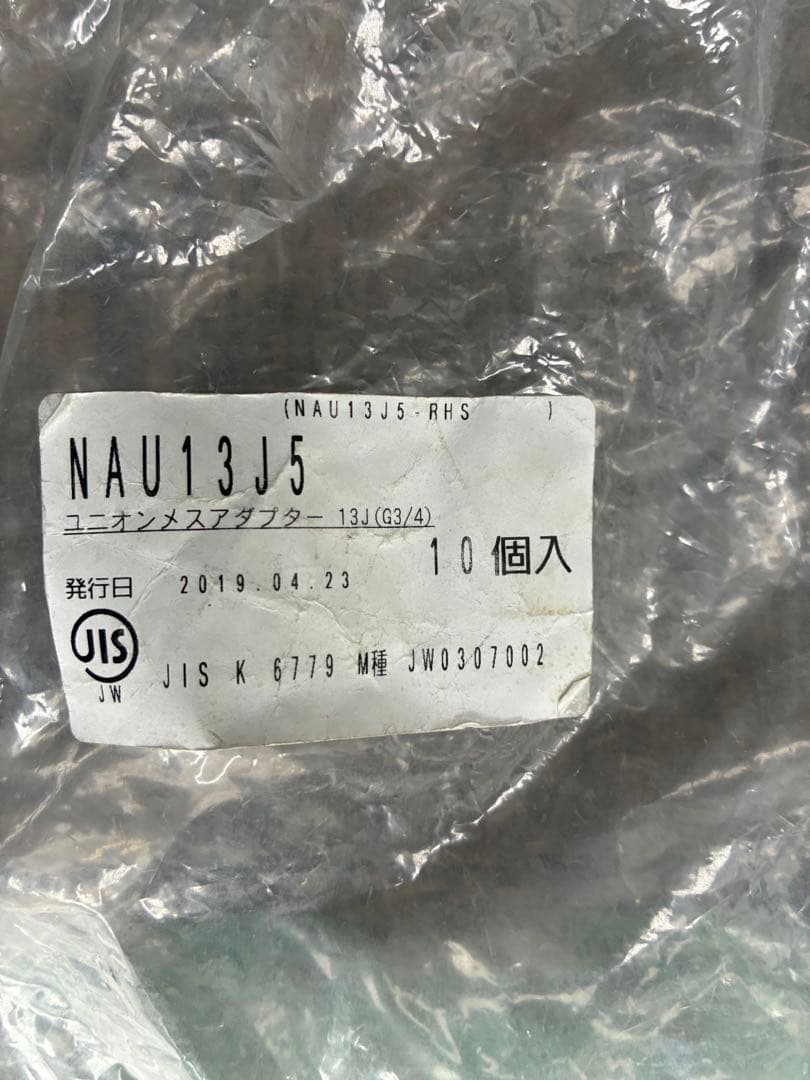 (NAU13J5-RHS )
NAU13J5
ユニオンメスアダプター 13J(G3/4)
10個入
発行日 2019.04.23
JIS
JW
JIS K 6779 M種 JW0307002